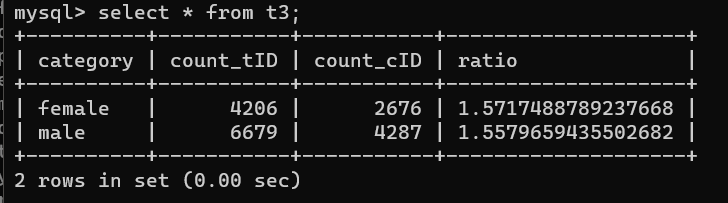 mysql> select * from t3;
+----------+-----------+-----------+--------------------+
| category | count_tID | count_cID | ratio              |
+----------+-----------+-----------+--------------------+
| female   |      4206 |      2676 | 1.5717488789237668 |
| male     |      6679 |      4287 | 1.5579659435502682 |
+----------+-----------+-----------+--------------------+
2 rows in set (0.00 sec)